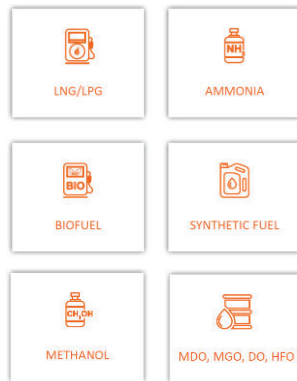 NH₃
LNG/LPG
AMMONIA
BIO
BIOFUEL
SYNTHETIC FUEL
CH₃OH
METHANOL
MDO, MGO, DO, HFO